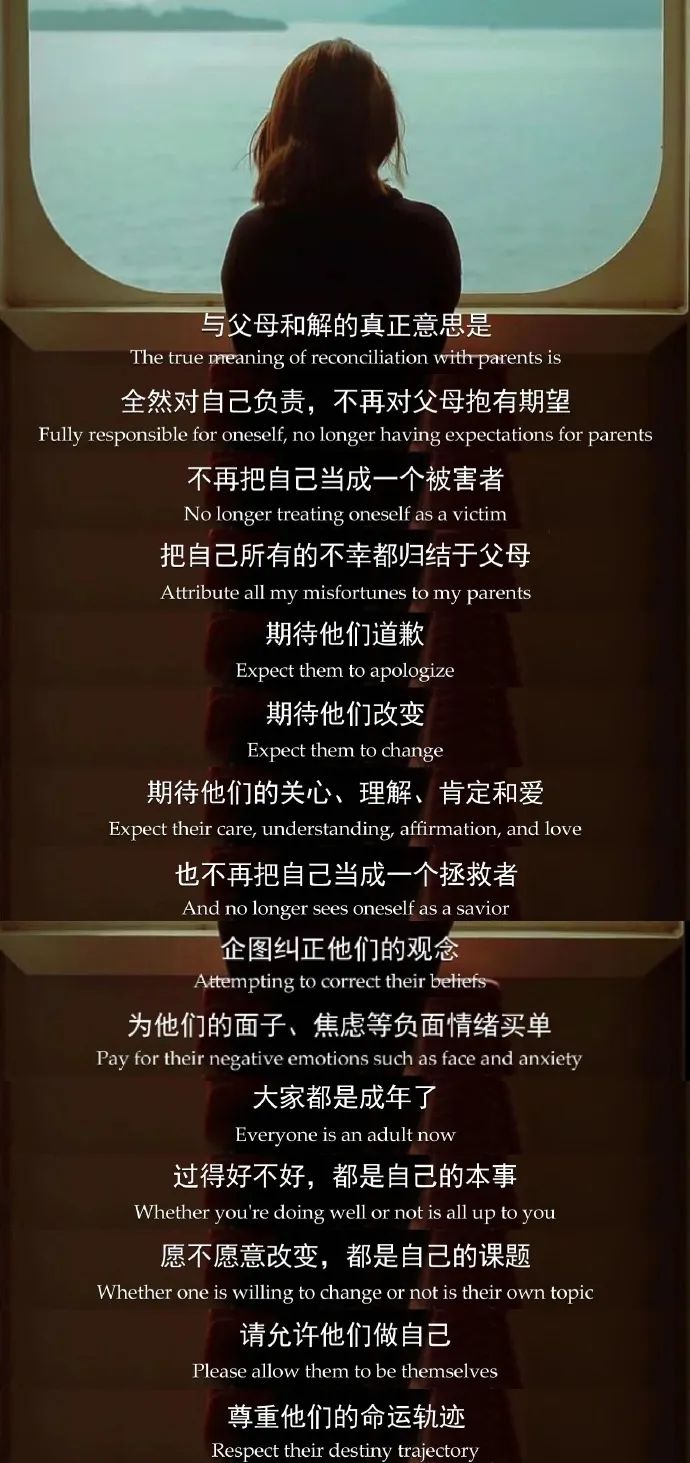 与父母和解的真正意思是
The true meaning of reconciliation with parents is
全然对自己负责，不再对父母抱有期望
Fully responsible for oneself, no longer having expectations for parents
不再把自己当成一个被害者
No longer treating oneself as a victim
把自己所有的不幸都归结于父母
Attribute all my misfortunes to my parents
期待他们道歉
Expect them to apologize
期待他们改变
Expect them to change
期待他们的关心、理解、肯定和爱
Expect their care, understanding, affirmation, and love
也不再把自己当成一个拯救者
And no longer sees oneself as a savior
企图纠正他们的观念
Attempting to correct their beliefs
为他们的面子、焦虑等负面情绪买单
Pay for their negative emotions such as face and anxiety
大家都是成年了
Everyone is an adult now
过得好不好，都是自己的本事
Whether you're doing well or not is all up to you
愿不愿意改变，都是自己的课题
Whether one is willing to change or not is their own topic
请允许他们做自己
Please allow them to be themselves
尊重他们的命运轨迹
Respect their destiny trajectory